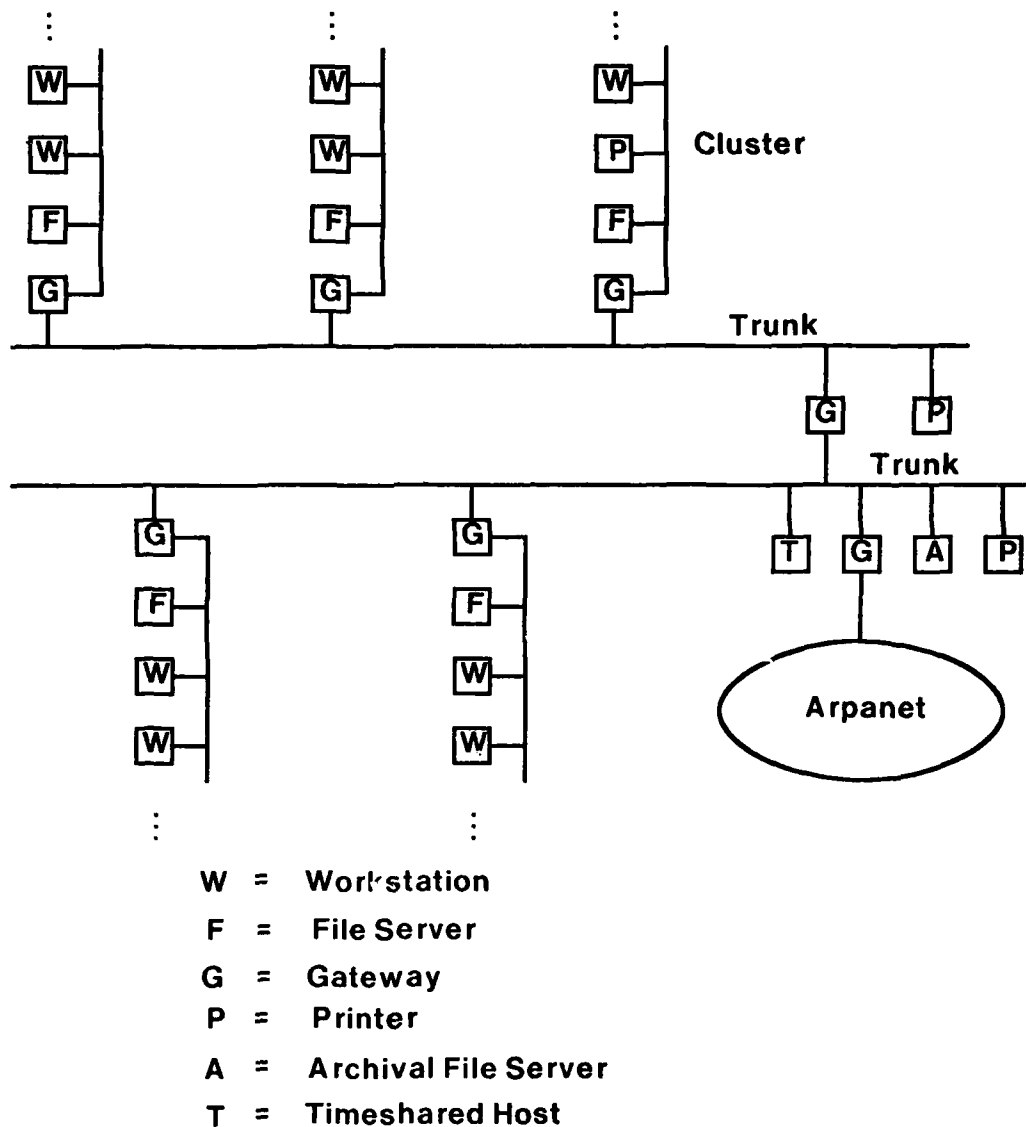 W W W
W W P Cluster
F F F
G G G
Trunk
G P
Trunk
G G T G A P
F F
W W Arpanet
W W
W = Workstation
F = File Server
G = Gateway
P = Printer
A = Archival File Server
T = Timeshared Host